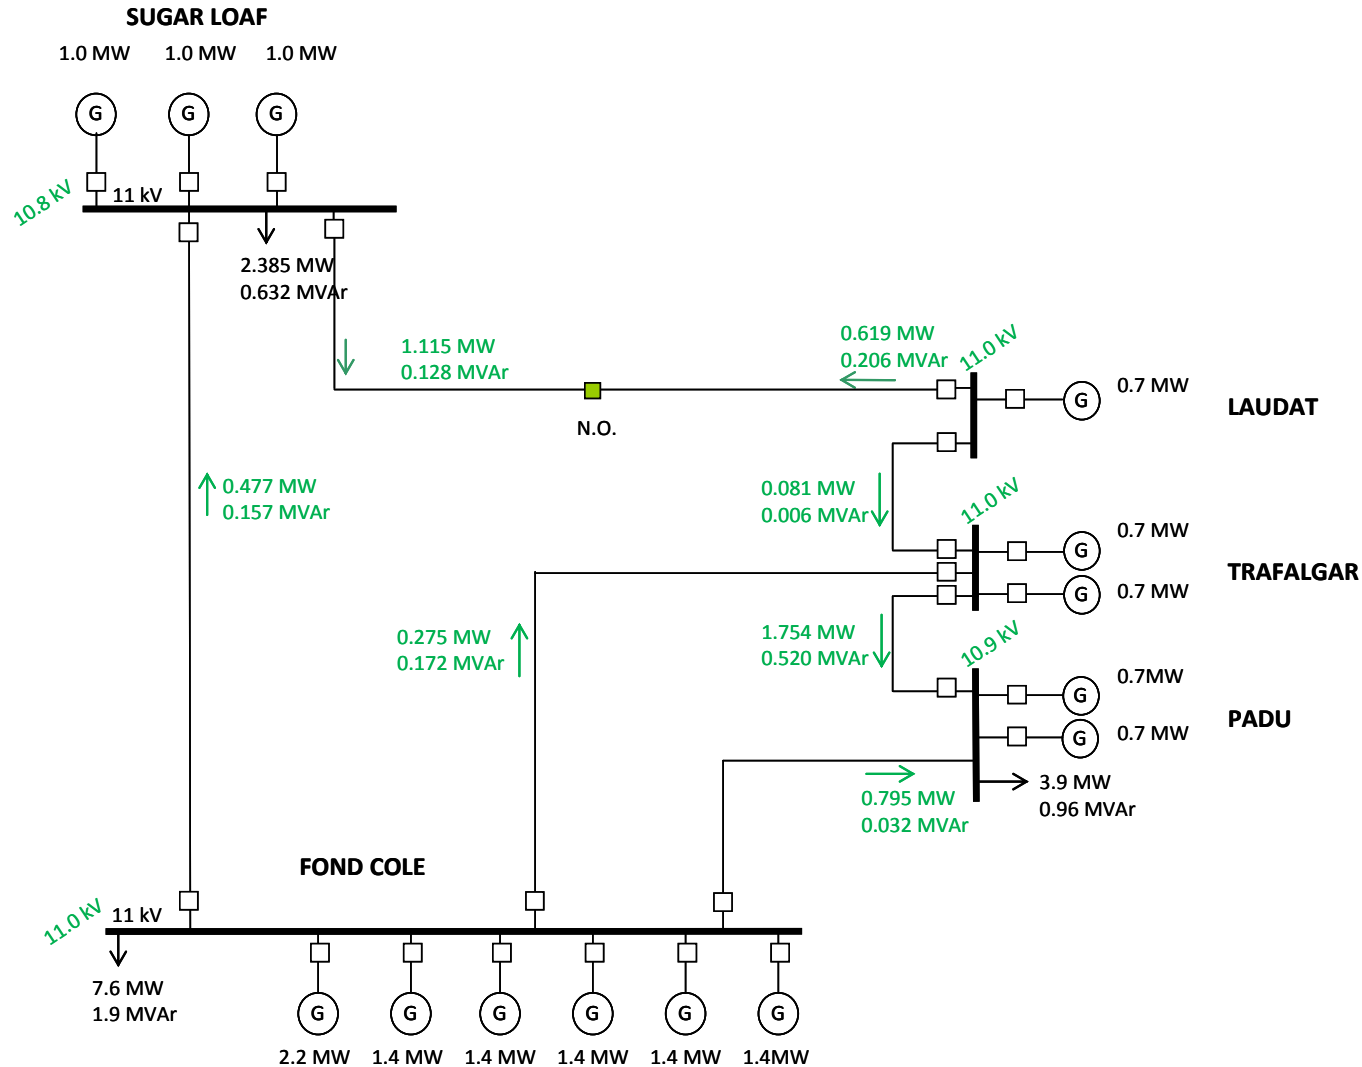 SUGAR LOAF
1.0 MW
1.0 MW
1.0 MW
G
G
G
10.8 kV
11 kV
2.385 MW
0.632 MVAr
1.115 MW
0.128 MVAr
N.O.
0.619 MW
0.206 MVAr
11.0 kV
G
0.7 MW
LAUDAT
0.477 MW
0.157 MVAr
0.081 MW
0.006 MVAr
11.0 kV
G
0.7 MW
G
0.7 MW
TRAFALGAR
0.275 MW
0.172 MVAr
1.754 MW
0.520 MVAr
10.9 kV
G
0.7MW
G
0.7 MW
PADU
0.795 MW
0.032 MVAr
3.9 MW
0.96 MVAr
FOND COLE
11.0 kV
11 kV
7.6 MW
1.9 MVAr
G
G
G
G
G
G
2.2 MW
1.4 MW
1.4 MW
1.4 MW
1.4 MW
1.4MW